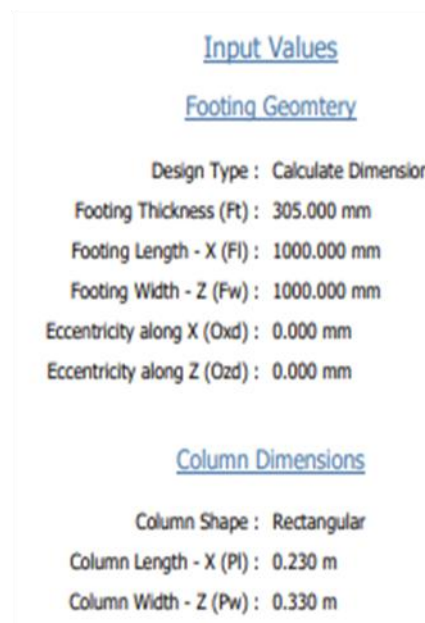 Input Values
Footing Geomtery
Design Type : Calculate Dimension
Footing Thickness (Ft) : 305.000 mm
Footing Length - X (Fl) : 1000.000 mm
Footing Width - Z (Fw) : 1000.000 mm
Eccentricity along X (Oxd) : 0.000 mm
Eccentricity along Z (Ozd) : 0.000 mm
Column Dimensions
Column Shape : Rectangular
Column Length - X (Pl) : 0.230 m
Column Width - Z (Pw) : 0.330 m